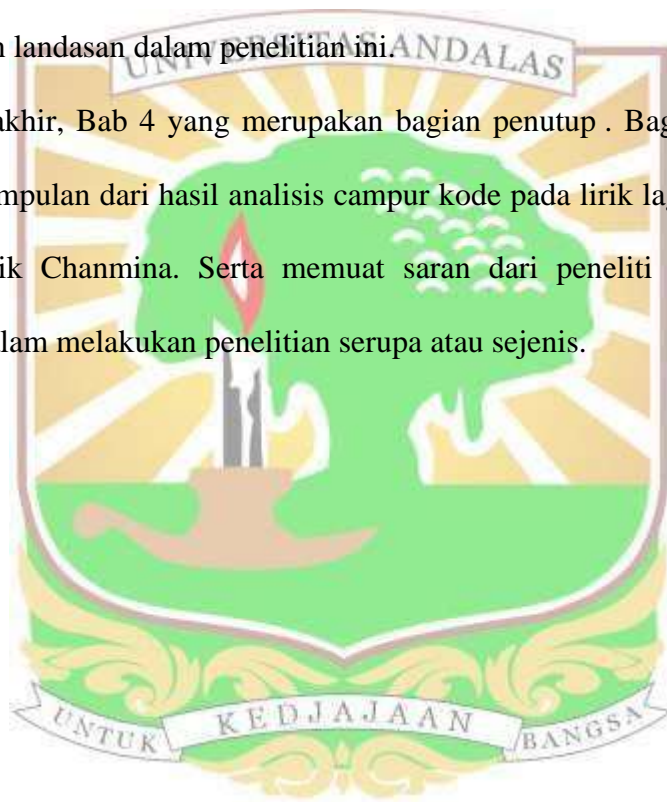 landasan dalam penelitian ini.
UNIVERSITAS ANDALAS
akhir, Bab 4 yang merupakan bagian penutup . Bag
mpulan dari hasil analisis campur kode pada lirik la
ik Chanmina. Serta memuat saran dari peneliti
lam melakukan penelitian serupa atau sejenis.
UNTUK KEDJAJAAN BANGSA